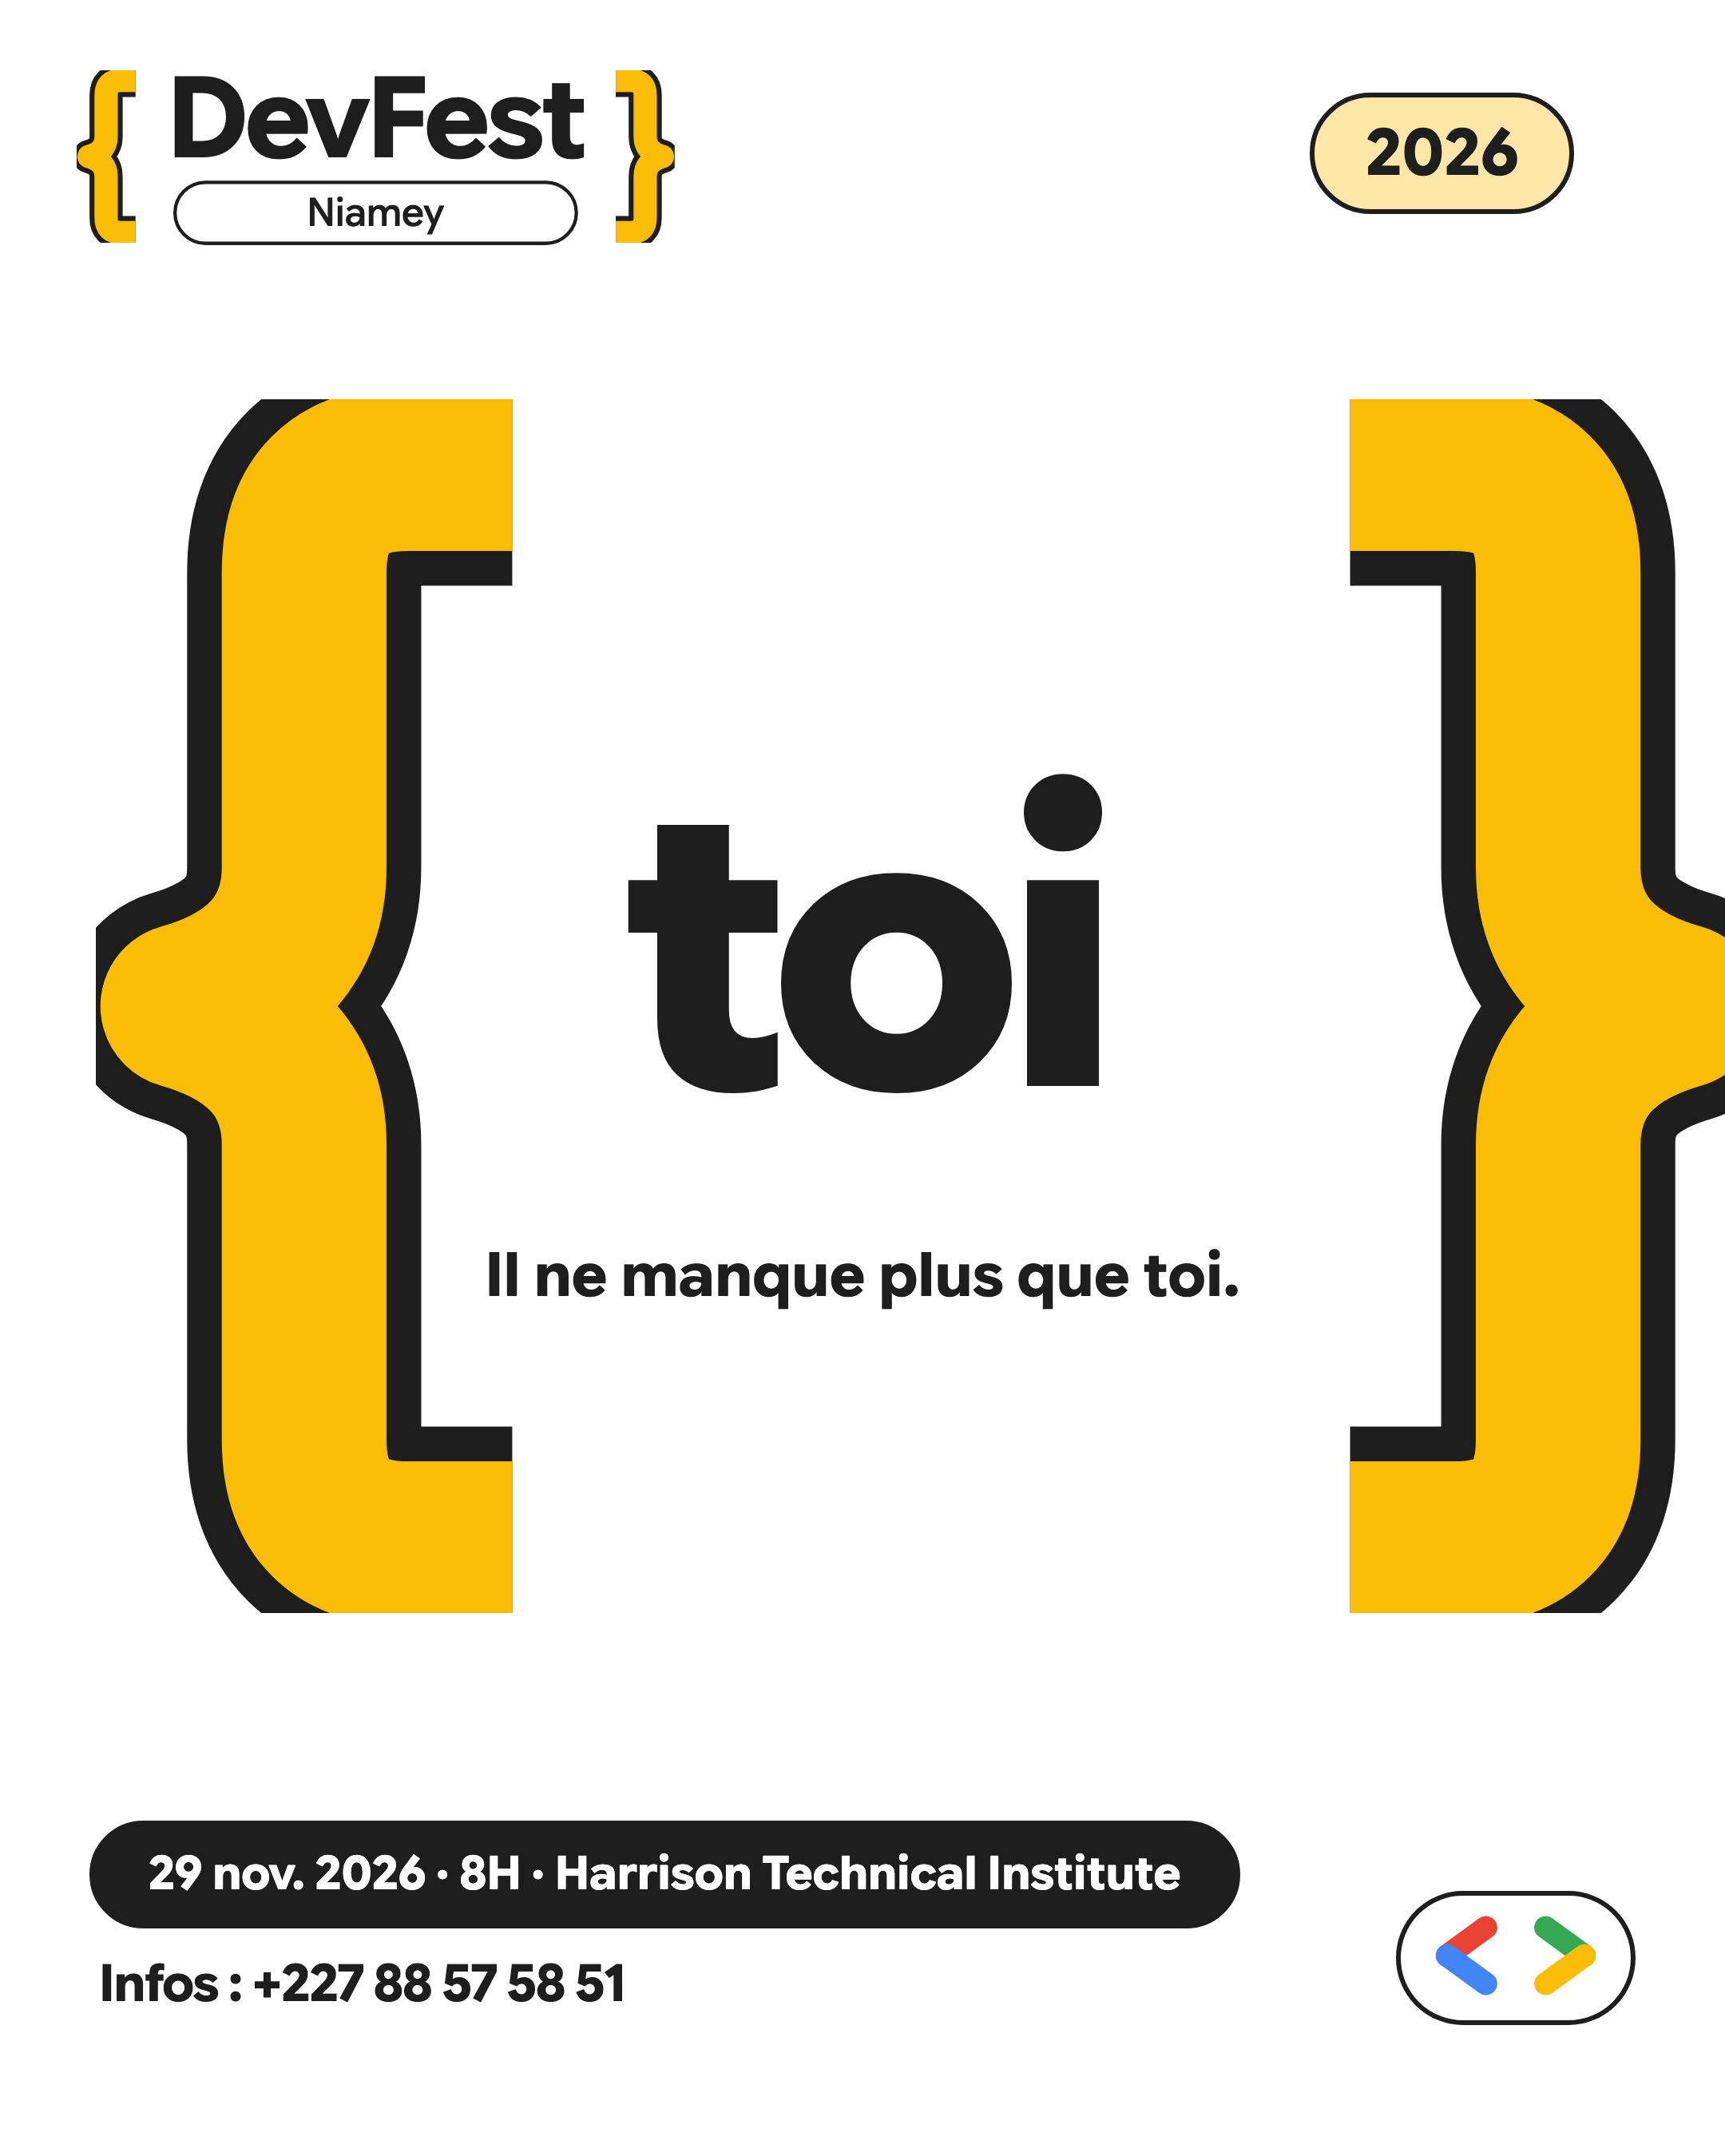 DevFest
Niamey
2026
toi
Il ne manque plus que toi.
29 nov. 2026 · 8H · Harrison Technical Institute
Infos : +227 88 57 58 51